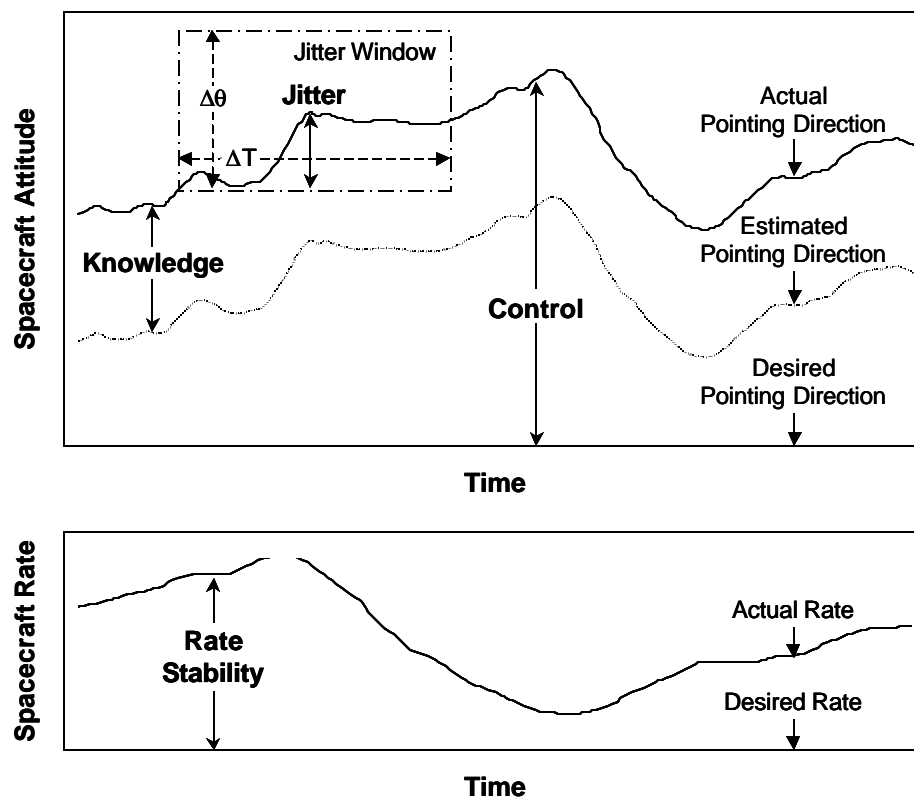 Spacecraft Attitude
Jitter Window
Δθ
Jitter
ΔT
Actual
Pointing Direction
Knowledge
Estimated
Pointing Direction
Control
Desired
Pointing Direction
Time
Spacecraft Rate
Rate
Stability
Actual Rate
Desired Rate
Time